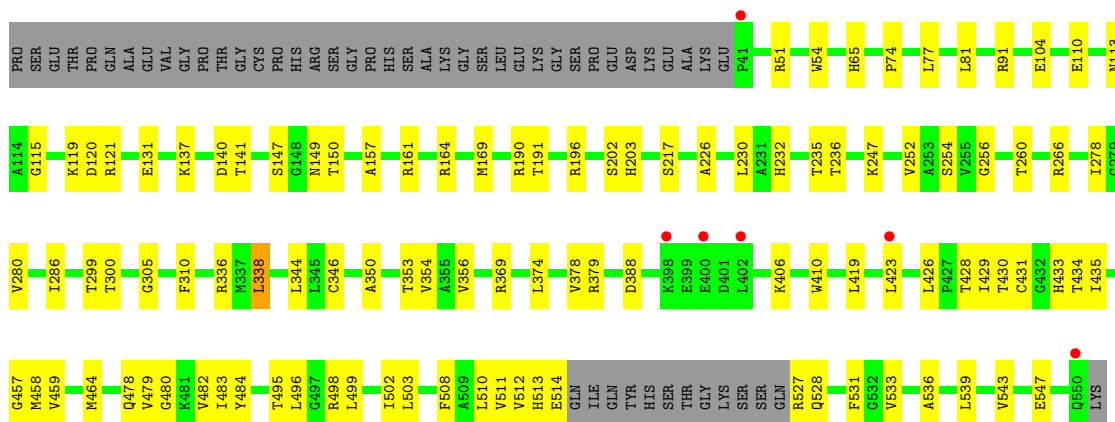 PRO SER GLU THR PRO GLN ALA GLU VAL GLY PRO PRO THR GLY CYS PRO HIS ARG SER GLY PRO HIS SER ALA LYS GLY SER LEU GLU LYS GLY SER PRO GLU ASP LYS GLU ALA LYS GLU P41 R51 W54 H65 P74 L77 L81 R91 E104 E110 N113
A114 G115 K119 D120 R121 E131 K137 D140 T141 S147 G148 N149 T150 A157 R161 R164 M169 R190 T191 R196 S202 H203 S217 A226 L230 A231 H232 T235 T236 K247 V252 A253 S254 V255 G256 T260 R266 I278 G279
V280 I286 T299 T300 G305 F310 R336 M337 L338 L344 L345 C346 A350 T353 V354 A355 V356 R369 L374 V378 R379 D388 K398 E399 E400 D401 L402 K406 W410 L419 L423 L426 P427 T428 I429 T430 C431 G432 H433 T434 I435
G457 M458 V459 M464 Q478 V479 G480 K481 V482 I483 Y484 T495 L496 G497 R498 L499 I502 L503 F508 A509 L510 V511 V512 H513 E514 GLN ILE GLN TYR HIS SER THR GLY LYS SER SER GLN R527 Q528 F531 G532 V533 A536 L539 V543 E547 Q550 LYS